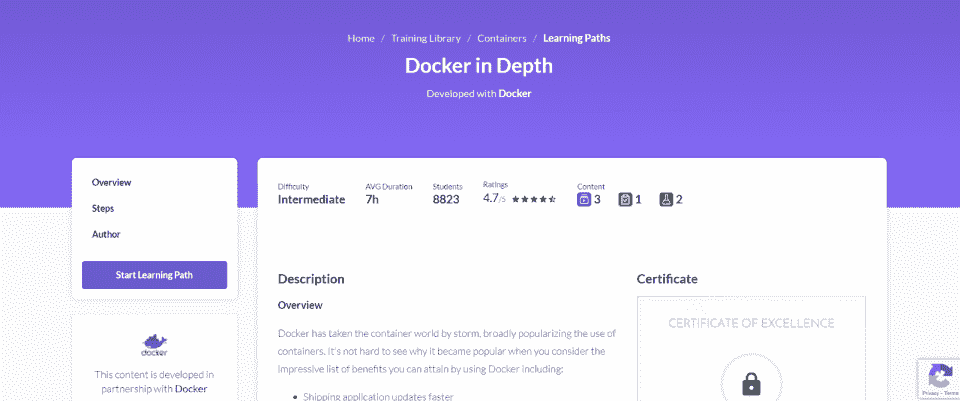 Home / Training Library / Containers / Learning Paths
Docker in Depth
Developed with Docker
Overview
Steps
Author
Start Learning Path
docker
This content is developed in
partnership with Docker
Difficulty
Intermediate
AVG Duration
7h
Students
8823
Ratings
4.7/5
Content
3
1
2
Description
Overview
Docker has taken the container world by storm, broadly popularizing the use of
containers. It's not hard to see why it became popular when you consider the
impressive list of benefits you can attain by using Docker including:
• Shipping application updates faster
Certificate
CERTIFICATE OF EXCELLENCE
Privacy - Terms